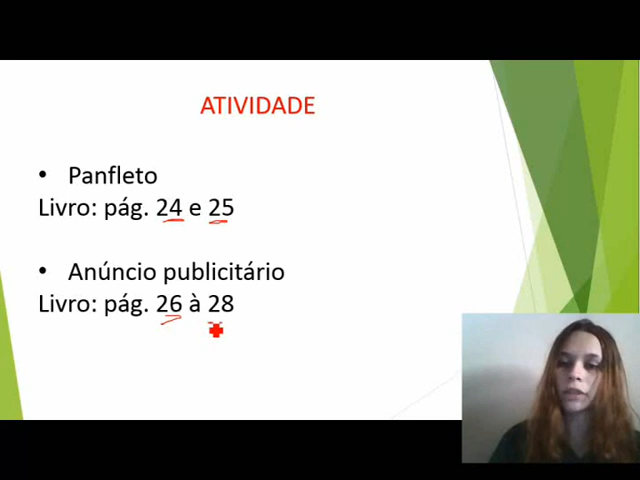 ATIVIDADE
• Panfleto
Livro: pág. 24 e 25
• Anúncio publicitário
Livro: pág. 26 à 28